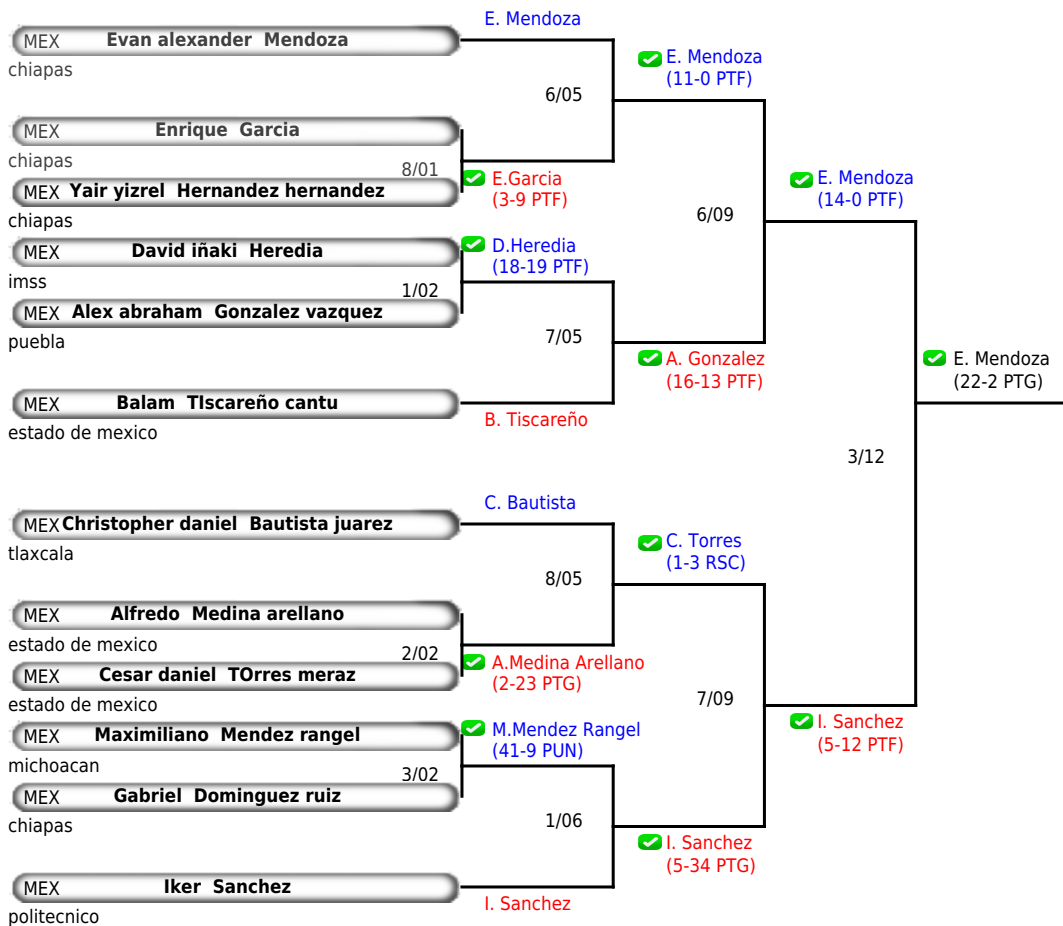 E. Mendoza
MEX Evan alexander Mendoza
chiapas
6/05
E. Mendoza
(11-0 PTF)
MEX Enrique Garcia
chiapas
8/01
MEX Yair yizrel Hernandez hernandez
chiapas
E.Garcia
(3-9 PTF)
6/09
E. Mendoza
(14-0 PTF)
MEX David iñaki Heredia
imss
D.Heredia
(18-19 PTF)
1/02
MEX Alex abraham Gonzalez vazquez
puebla
7/05
A. Gonzalez
(16-13 PTF)
MEX Balam TIscareño cantu
estado de mexico
B. Tiscareño
E. Mendoza
(22-2 PTG)
3/12
C. Bautista
MEX Christopher daniel Bautista juarez
tlaxcala
8/05
C. Torres
(1-3 RSC)
MEX Alfredo Medina arellano
estado de mexico
2/02
MEX Cesar daniel TOrres meraz
estado de mexico
A.Medina Arellano
(2-23 PTG)
7/09
I. Sanchez
(5-12 PTF)
MEX Maximiliano Mendez rangel
michoacan
M.Mendez Rangel
(41-9 PUN)
3/02
MEX Gabriel Dominguez ruiz
chiapas
1/06
I. Sanchez
(5-34 PTG)
MEX Iker Sanchez
politecnico
I. Sanchez